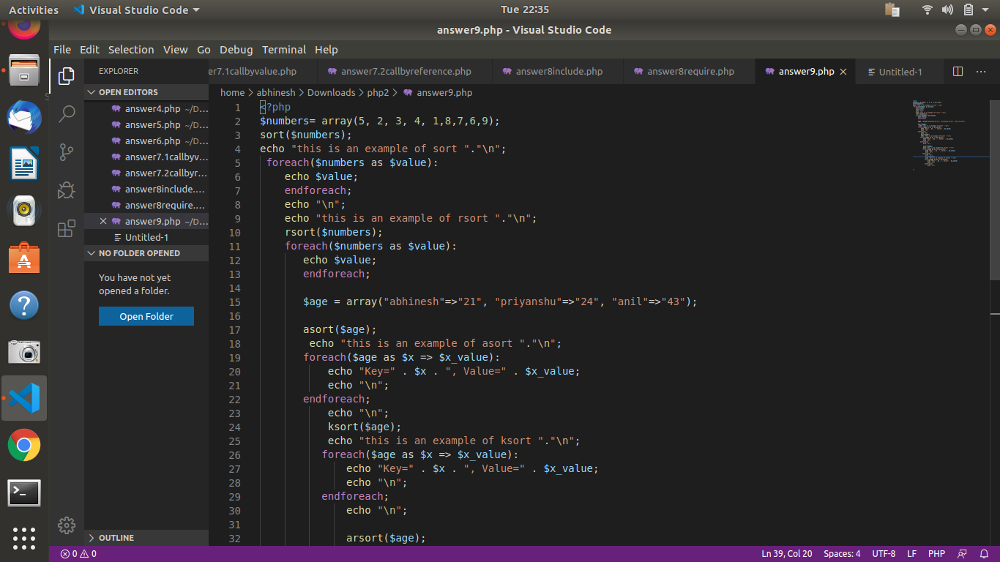 Activities Visual Studio Code Tue 22:35
answer9.php - Visual Studio Code
File Edit Selection View Go Debug Terminal Help
EXPLORER
er7.1callbyvalue.php answer7.2callbyreference.php answer8include.php answer8require.php answer9.php Untitled-1
OPEN EDITORS
answer4.php ~/D...
answer5.php ~/D...
answer6.php ~/D...
answer7.1callbyv...
answer7.2callbyr...
answer8include....
answer8require....
answer9.php ~/D...
Untitled-1
NO FOLDER OPENED
You have not yet
opened a folder.
Open Folder
OUTLINE
home > abhinesh > Downloads > php2 > answer9.php
1 <?php
2 $numbers= array(5, 2, 3, 4, 1,8,7,6,9);
3 sort($numbers);
4 echo "this is an example of sort "."\n";
5 foreach($numbers as $value):
6 echo $value;
7 endforeach;
8 echo "\n";
9 echo "this is an example of rsort "."\n";
10 rsort($numbers);
11 foreach($numbers as $value):
12 echo $value;
13 endforeach;
14
15 $age = array("abhinesh"=>"21", "priyanshu"=>"24", "anil"=>"43");
16
17 asort($age);
18 echo "this is an example of asort "."\n";
19 foreach($age as $x => $x_value):
20 echo "Key=" . $x . ", Value=" . $x_value;
21 echo "\n";
22 endforeach;
23 echo "\n";
24 ksort($age);
25 echo "this is an example of ksort "."\n";
26 foreach($age as $x => $x_value):
27 echo "Key=" . $x . ", Value=" . $x_value;
28 echo "\n";
29 endforeach;
30 echo "\n";
31
32 arsort($age);
0 0 Ln 39, Col 20 Spaces: 4 UTF-8 LF PHP